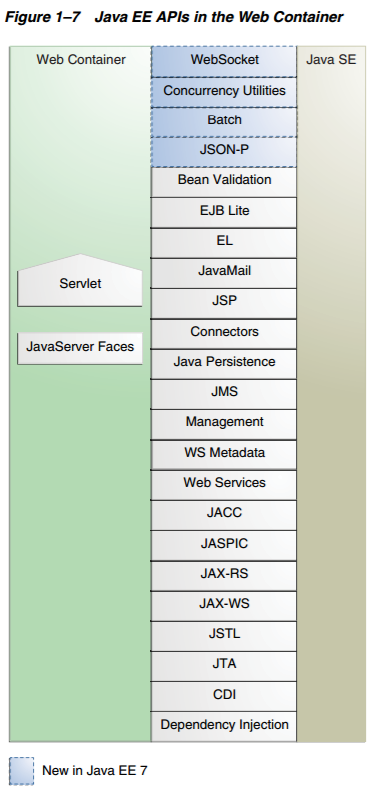 Figure 1–7 Java EE APIs in the Web Container
Web Container
WebSocket
Java SE
Concurrency Utilities
Batch
JSON-P
Bean Validation
EJB Lite
EL
JavaMail
JSP
Connectors
Java Persistence
JMS
Management
WS Metadata
Web Services
JACC
JASPIC
JAX-RS
JAX-WS
JSTL
JTA
CDI
Dependency Injection
Servlet
JavaServer Faces
New in Java EE 7